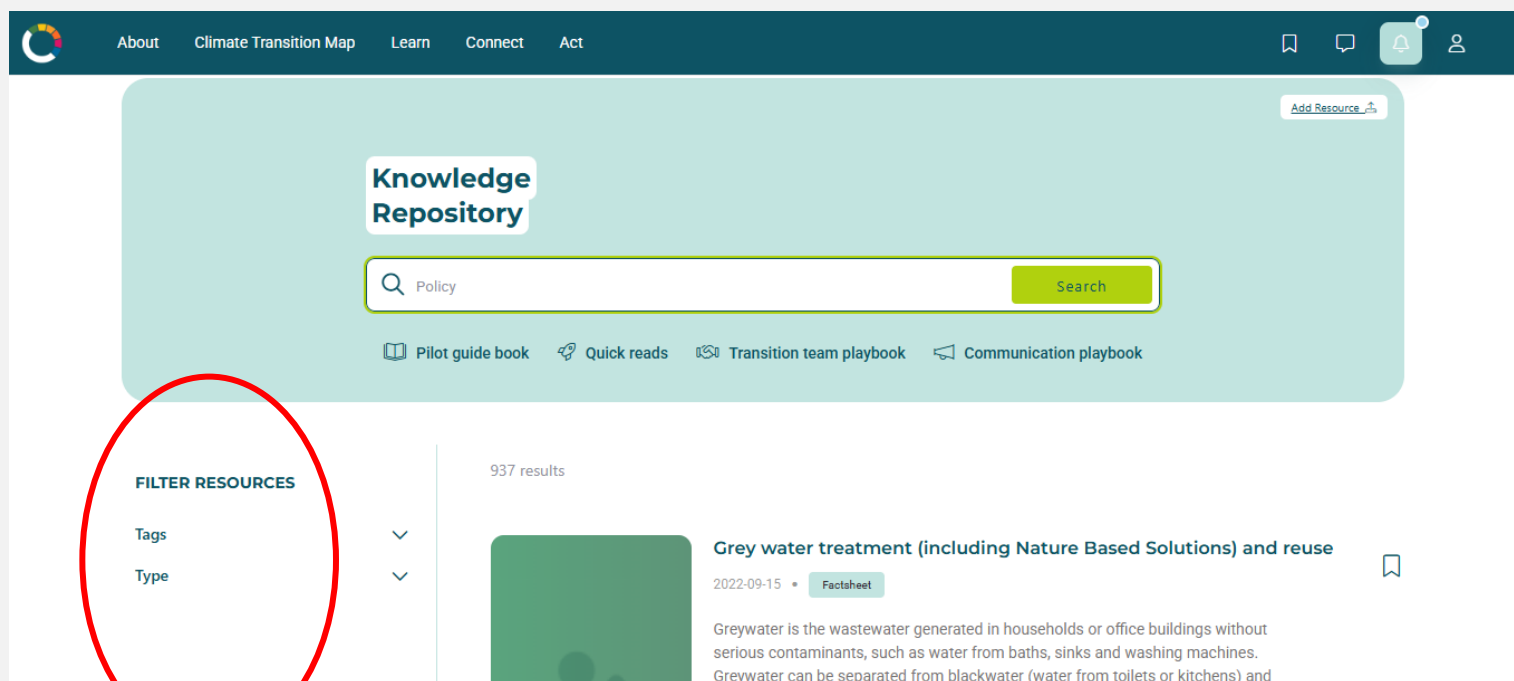 About Climate Transition Map Learn Connect Act
Add Resource
Knowledge
Repository
Policy Search
Pilot guide book Quick reads Transition team playbook Communication playbook
FILTER RESOURCES
Tags
Type
937 results
Grey water treatment (including Nature Based Solutions) and reuse
2022-09-15 • Factsheet
Greywater is the wastewater generated in households or office buildings without
serious contaminants, such as water from baths, sinks and washing machines.
Greywater can be separated from blackwater (water from toilets or kitchens) and